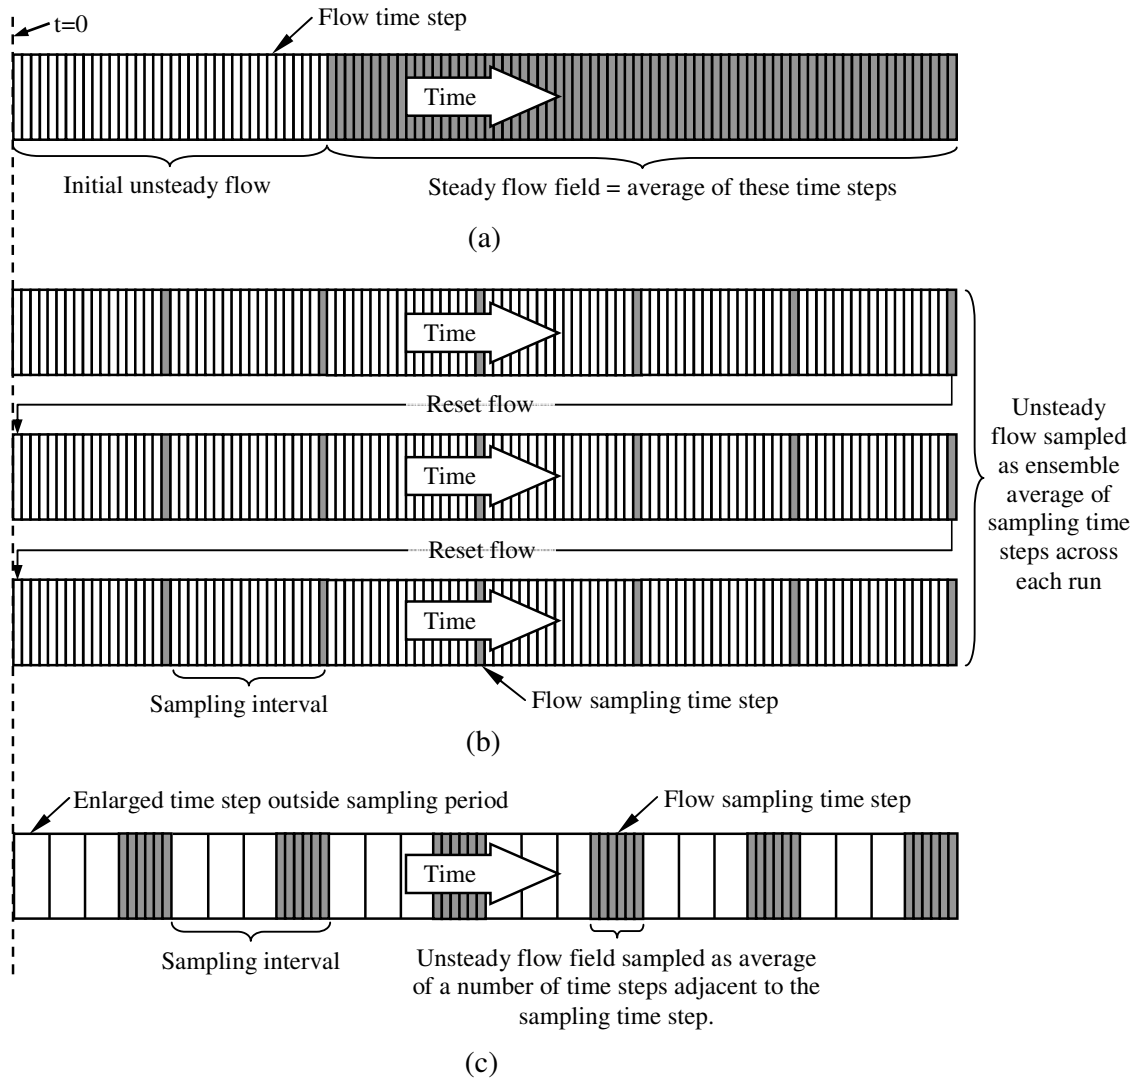 t=0
Flow time step
Time
Initial unsteady flow
Steady flow field = average of these time steps
(a)
Time
Reset flow
Time
Reset flow
Time
Unsteady
flow sampled
as ensemble
average of
sampling time
steps across
each run
Sampling interval
Flow sampling time step
(b)
Enlarged time step outside sampling period
Flow sampling time step
Time
Sampling interval
Unsteady flow field sampled as average
of a number of time steps adjacent to the
sampling time step.
(c)